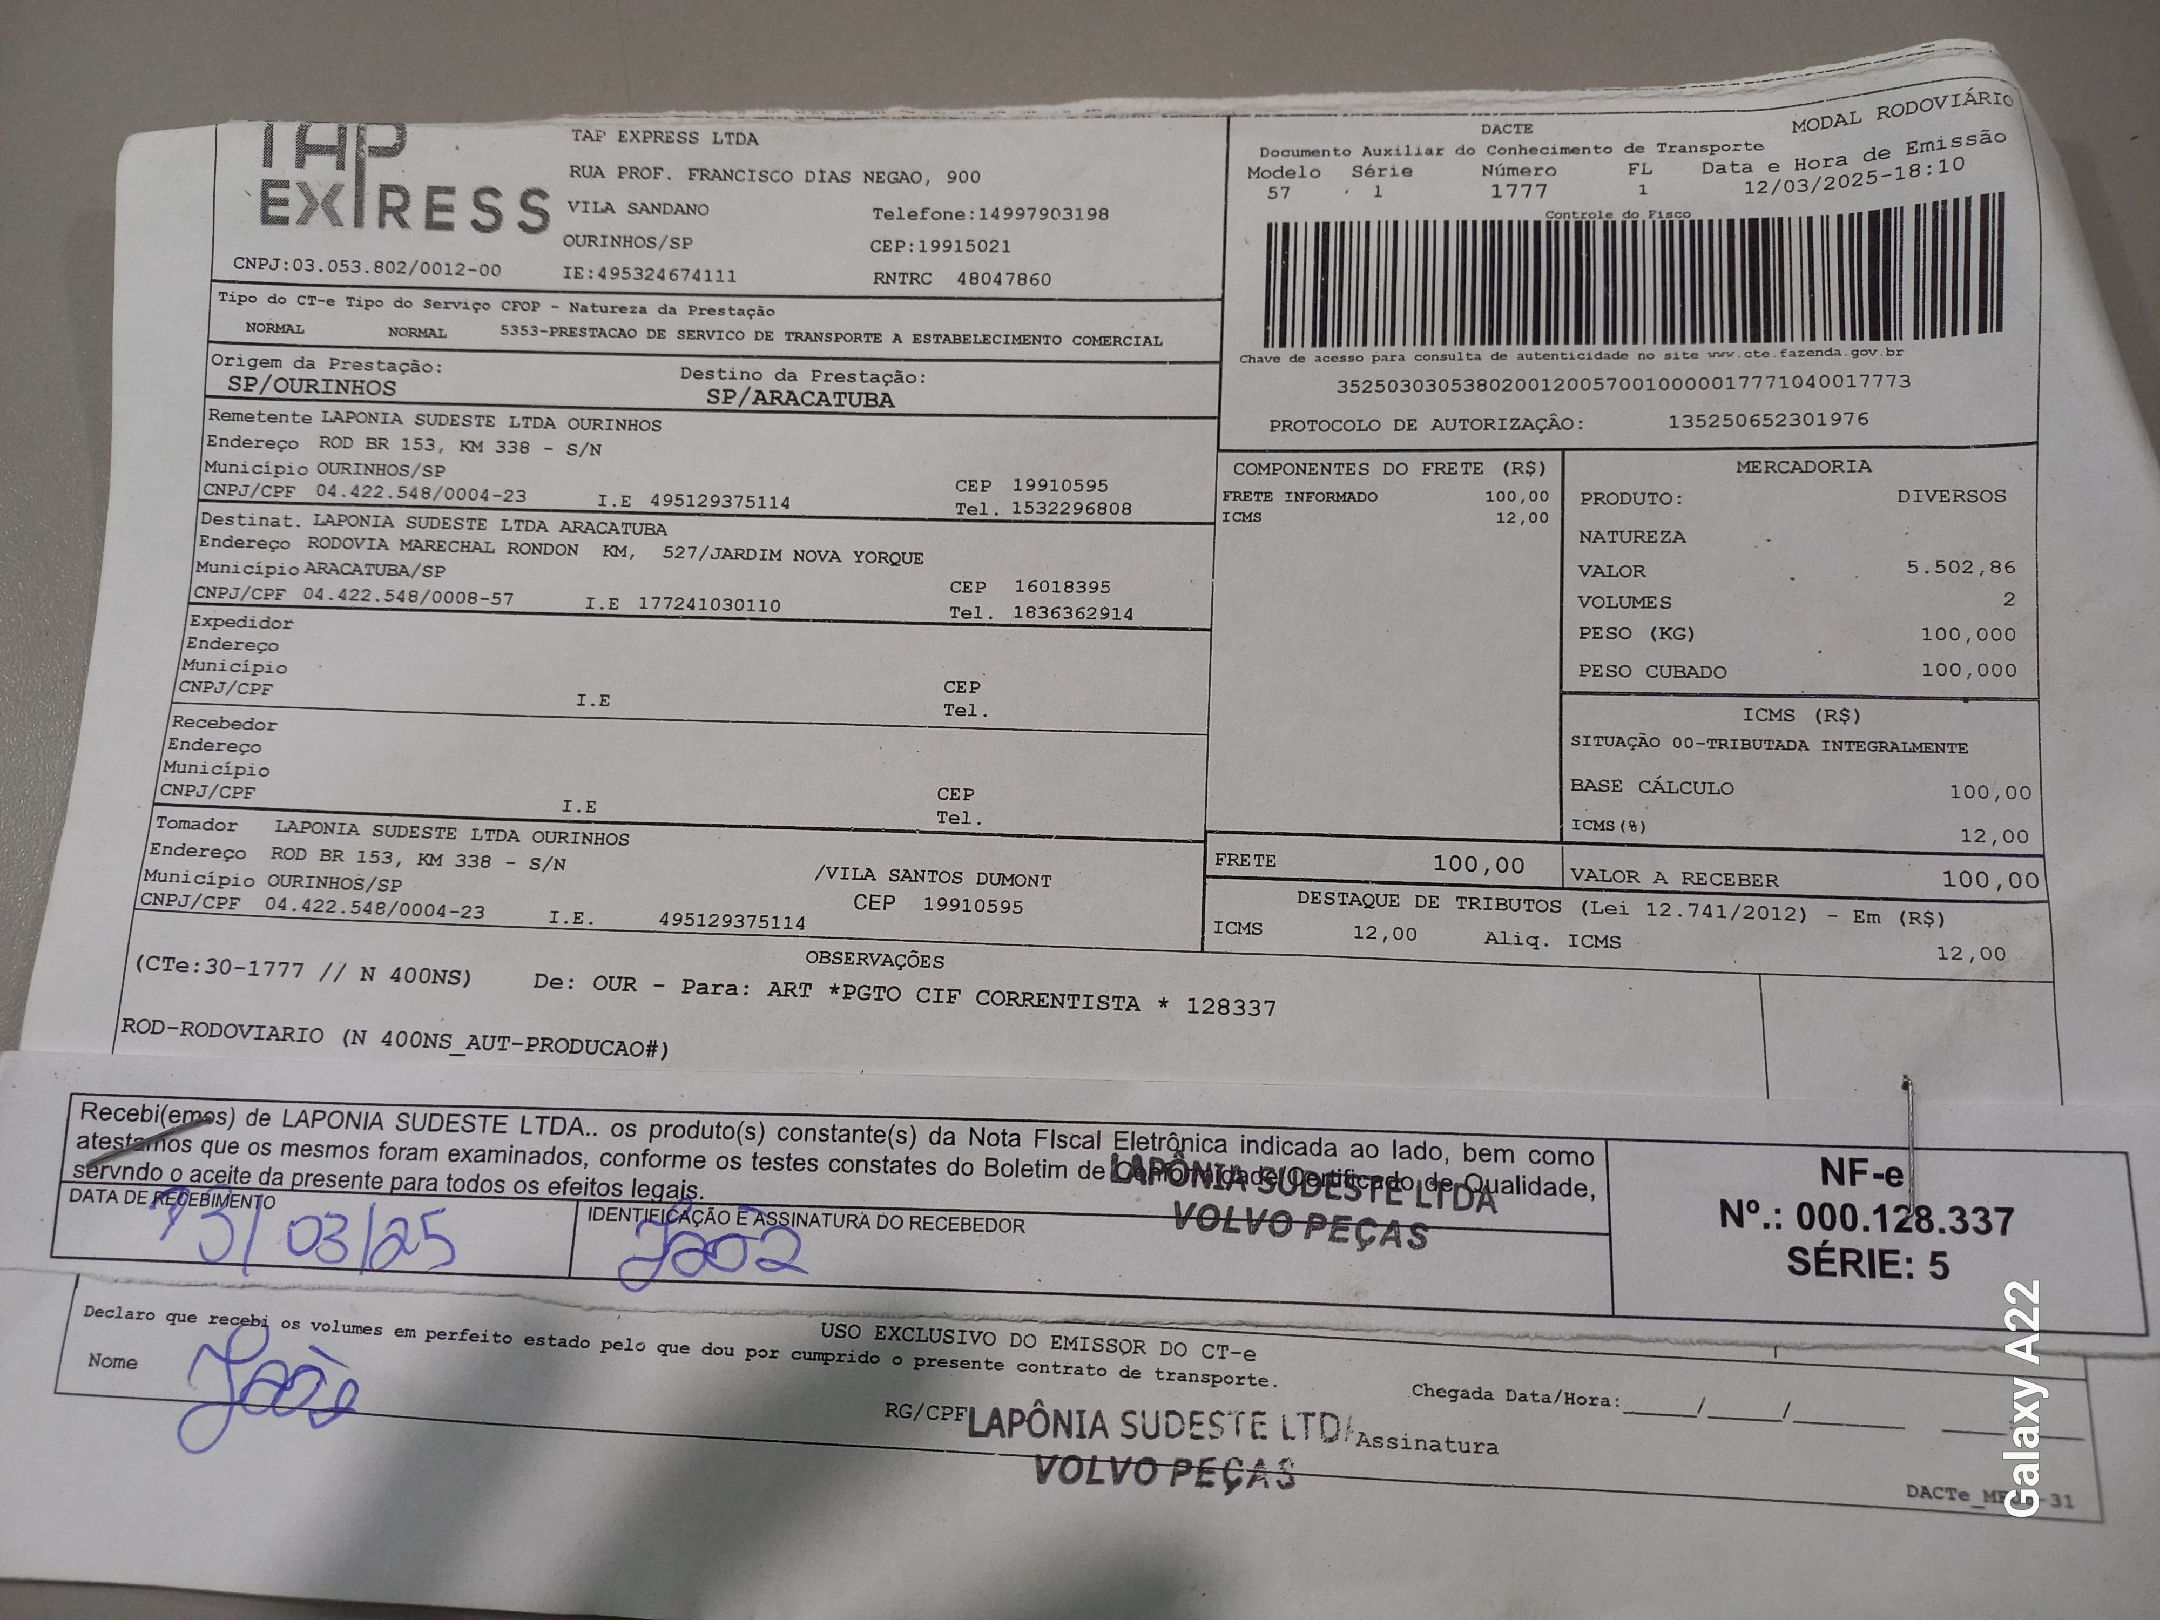 TAP
EXPRESS
CNPJ:03.053.802/0012-00
TAP EXPRESS LTDA
RUA PROF. FRANCISCO DIAS NEGAO, 900
VILA SANDANO Telefone:14997903198
OURINHOS/SP CEP:19915021
IE:495324674111 RNTRC 48047860
DACTE MODAL RODOVIÁRIO
Documento Auxiliar do Conhecimento de Transporte
Modelo Série Número FL Data e Hora de Emissão
57 1 1777 1 12/03/2025-18:10
Controle do Fisco
Chave de acesso para consulta de autenticidade no site www.cte.fazenda.gov.br
35250303053802001200570010000017771040017773
PROTOCOLO DE AUTORIZAÇÃO: 135250652301976
Tipo do CT-e Tipo do Serviço CFOP - Natureza da Prestação
NORMAL NORMAL 5353-PRESTACAO DE SERVICO DE TRANSPORTE A ESTABELECIMENTO COMERCIAL
Origem da Prestação: Destino da Prestação:
SP/OURINHOS SP/ARACATUBA
Remetente LAPONIA SUDESTE LTDA OURINHOS
Endereço ROD BR 153, KM 338 - S/N
Município OURINHOS/SP CEP 19910595
CNPJ/CPF 04.422.548/0004-23 I.E 495129375114 Tel. 1532296808
Destinat. LAPONIA SUDESTE LTDA ARACATUBA
Endereço RODOVIA MARECHAL RONDON KM, 527/JARDIM NOVA YORQUE
Município ARACATUBA/SP CEP 16018395
CNPJ/CPF 04.422.548/0008-57 I.E 177241030110 Tel. 1836362914
Expedidor
Endereço
Município CEP
CNPJ/CPF I.E Tel.
Recebedor
Endereço
Município CEP
CNPJ/CPF I.E Tel.
Tomador LAPONIA SUDESTE LTDA OURINHOS
Endereço ROD BR 153, KM 338 - S/N /VILA SANTOS DUMONT
Município OURINHOS/SP CEP 19910595
CNPJ/CPF 04.422.548/0004-23 I.E. 495129375114
COMPONENTES DO FRETE (R$)
FRETE INFORMADO 100,00
ICMS 12,00
MERCADORIA
PRODUTO: DIVERSOS
NATUREZA
VALOR 5.502,86
VOLUMES 2
PESO (KG) 100,000
PESO CUBADO 100,000
ICMS (R$)
SITUAÇÃO 00-TRIBUTADA INTEGRALMENTE
BASE CÁLCULO 100,00
ICMS(%) 12,00
FRETE 100,00 VALOR A RECEBER 100,00
DESTAQUE DE TRIBUTOS (Lei 12.741/2012) - Em (R$)
ICMS 12,00 Aliq. ICMS 12,00
OBSERVAÇÕES
(CTe:30-1777 // N 400NS) De: OUR - Para: ART *PGTO CIF CORRENTISTA * 128337
ROD-RODOVIARIO (N 400NS_AUT-PRODUCAO#)
Recebi(emos) de LAPONIA SUDESTE LTDA.. os produto(s) constante(s) da Nota FIscal Eletrônica indicada ao lado, bem como
atestamos que os mesmos foram examinados, conforme os testes constates do Boletim de Certificado de Qualidade,
servndo o aceite da presente para todos os efeitos legais.
LAPÔNIA SUDESTE LTDA
VOLVO PEÇAS
DATA DE RECEBIMENTO IDENTIFICAÇÃO E ASSINATURA DO RECEBEDOR
13/03/25
NF-e
Nº.: 000.128.337
SÉRIE: 5
USO EXCLUSIVO DO EMISSOR DO CT-e
Declaro que recebi os volumes em perfeito estado pelo que dou por cumprido o presente contrato de transporte.
Nome RG/CPF Assinatura Chegada Data/Hora:_____/_____/________ ________
LAPÔNIA SUDESTE LTD
VOLVO PEÇAS
Galaxy A22